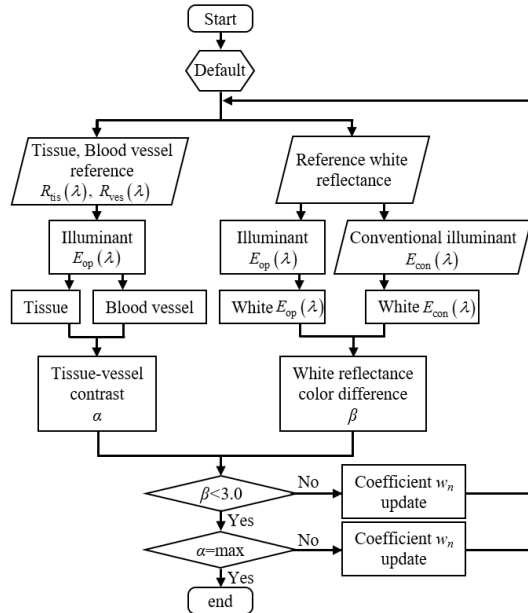 Start
Default
Tissue, Blood vessel
reference
R_tis(λ), R_ves(λ)
Reference white
reflectance
Illuminant
E_op(λ)
Illuminant
E_op(λ)
Conventional illuminant
E_con(λ)
Tissue
Blood vessel
White E_op(λ)
White E_con(λ)
Tissue-vessel
contrast
α
White reflectance
color difference
β
β<3.0
No
Coefficient w_n
update
Yes
α=max
No
Coefficient w_n
update
Yes
end